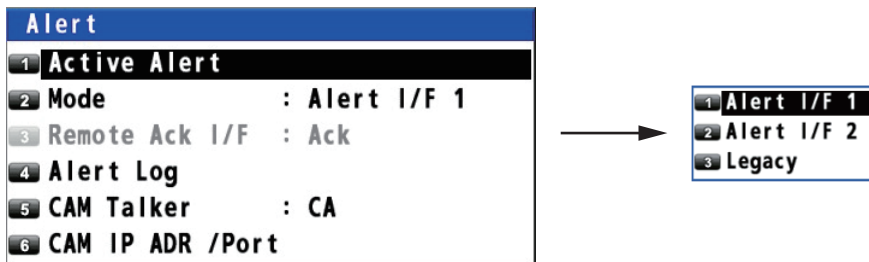 Alert
1 Active Alert
2 Mode : Alert I/F 1
3 Remote Ack I/F : Ack
4 Alert Log
5 CAM Talker : CA
6 CAM IP ADR /Port
1 Alert I/F 1
2 Alert I/F 2
3 Legacy